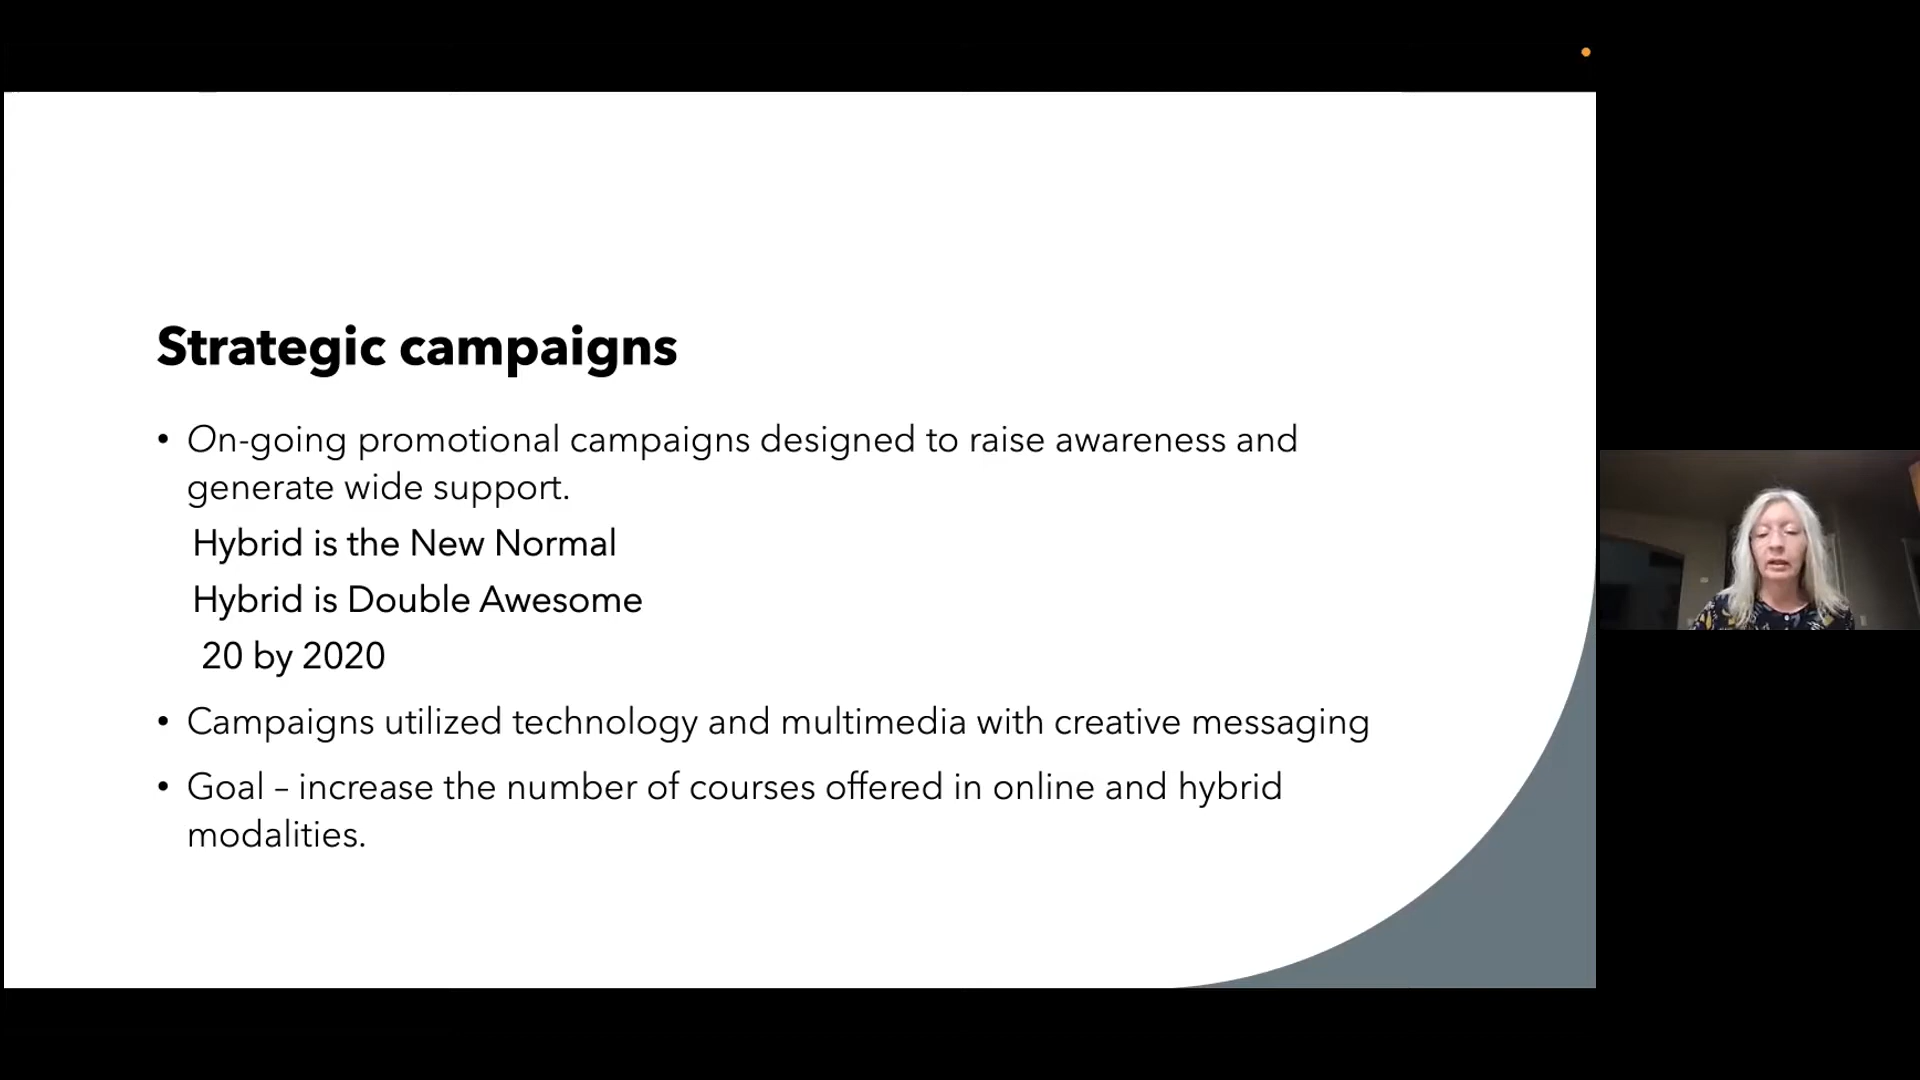 Strategic campaigns
• On-going promotional campaigns designed to raise awareness and
generate wide support.
Hybrid is the New Normal
Hybrid is Double Awesome
20 by 2020
• Campaigns utilized technology and multimedia with creative messaging
• Goal – increase the number of courses offered in online and hybrid
modalities.